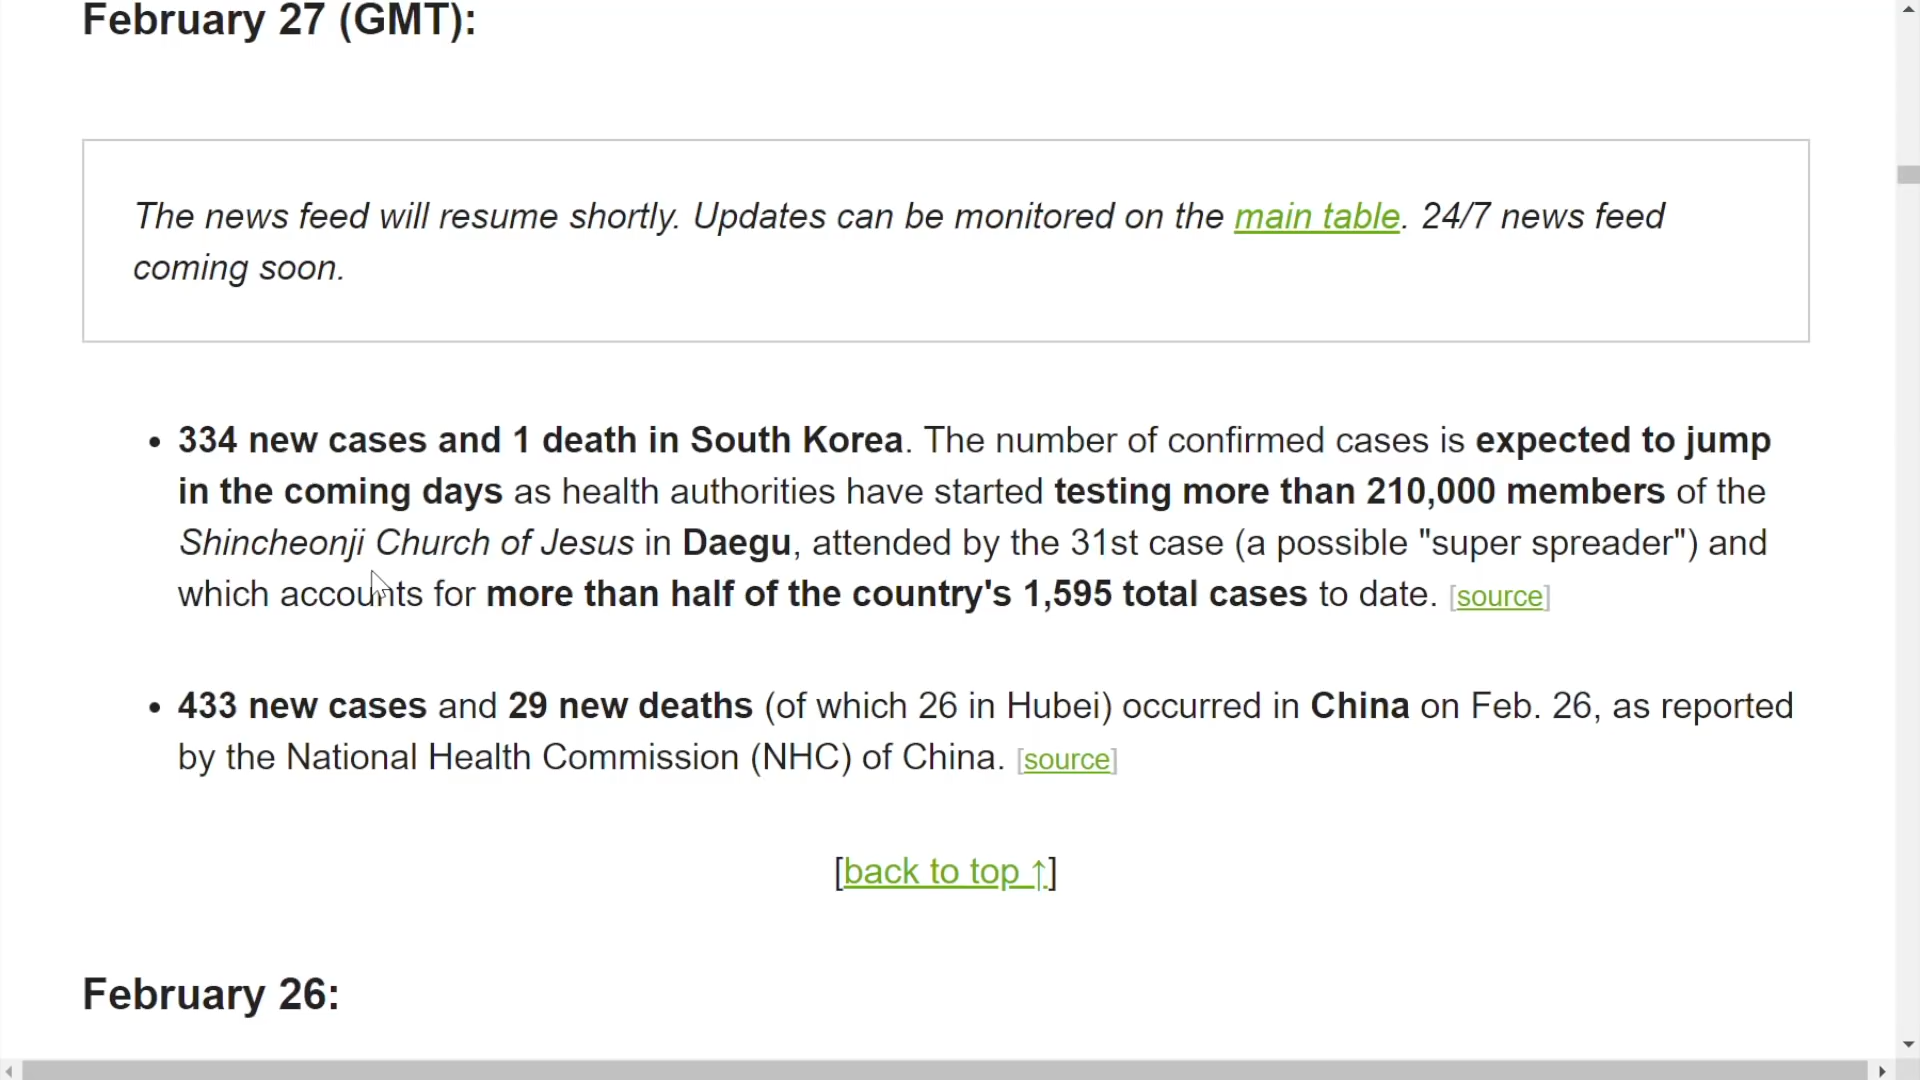 February 27 (GMT):
The news feed will resume shortly. Updates can be monitored on the main table. 24/7 news feed
coming soon.
• 334 new cases and 1 death in South Korea. The number of confirmed cases is expected to jump
in the coming days as health authorities have started testing more than 210,000 members of the
Shincheonji Church of Jesus in Daegu, attended by the 31st case (a possible "super spreader") and
which accounts for more than half of the country's 1,595 total cases to date. [source]
• 433 new cases and 29 new deaths (of which 26 in Hubei) occurred in China on Feb. 26, as reported
by the National Health Commission (NHC) of China. [source]
[back to top ↑]
February 26: